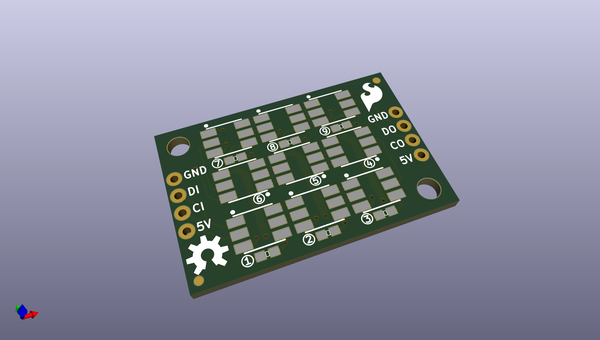 GND
DI
CI
5V
GND
DO
CO
5V
⑦ ⑧ ⑨
⑥ ⑤ ④
① ② ③